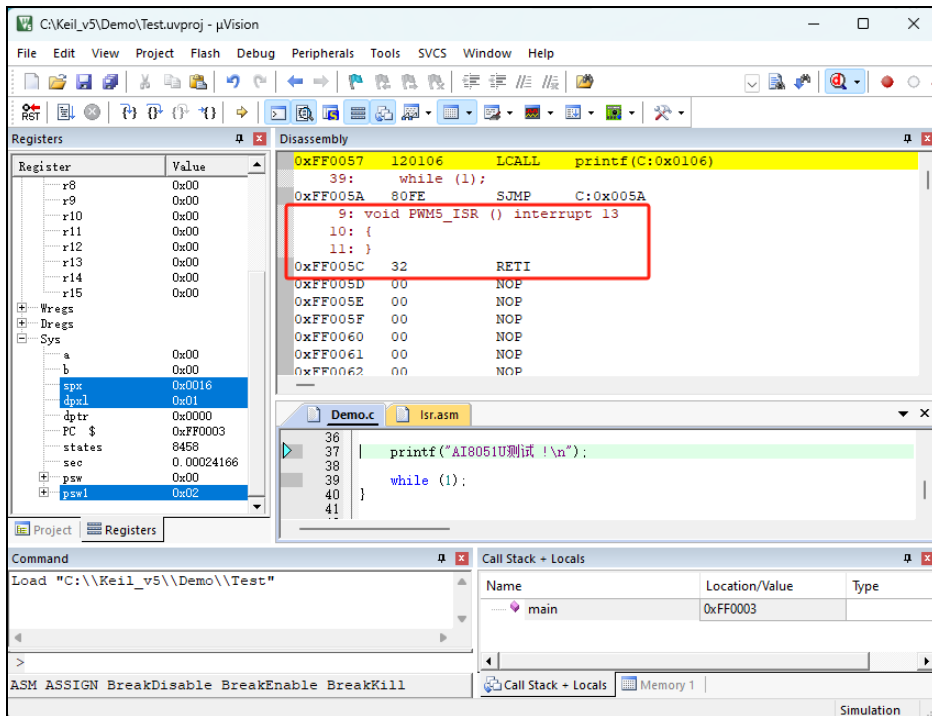 C:\Keil_v5\Demo\Test.uvproj - µVision
File Edit View Project Flash Debug Peripherals Tools SVCS Window Help
RST
Registers
Register Value
r8 0x00
r9 0x00
r10 0x00
r11 0x00
r12 0x00
r13 0x00
r14 0x00
r15 0x00
Wregs
Dregs
Sys
a 0x00
b 0x00
spx 0x0016
dpxl 0x01
dptr 0x0000
PC $ 0xFF0003
states 8458
sec 0.00024166
psw 0x00
psw1 0x02
Project Registers
Disassembly
0xFF0057 120106 LCALL printf(C:0x0106)
39: while (1);
0xFF005A 80FE SJMP C:0x005A
9: void PWM5_ISR () interrupt 13
10: {
11: }
0xFF005C 32 RETI
0xFF005D 00 NOP
0xFF005E 00 NOP
0xFF005F 00 NOP
0xFF0060 00 NOP
0xFF0061 00 NOP
0xFF0062 00 NOP
Demo.c Isr.asm
36
37 printf("AI8051U测试 !\n");
38
39 while (1);
40 }
41
Command
Load "C:\\Keil_v5\\Demo\\Test"
>
ASM ASSIGN BreakDisable BreakEnable BreakKill
Call Stack + Locals
Name Location/Value Type
main 0xFF0003
Call Stack + Locals Memory 1
Simulation